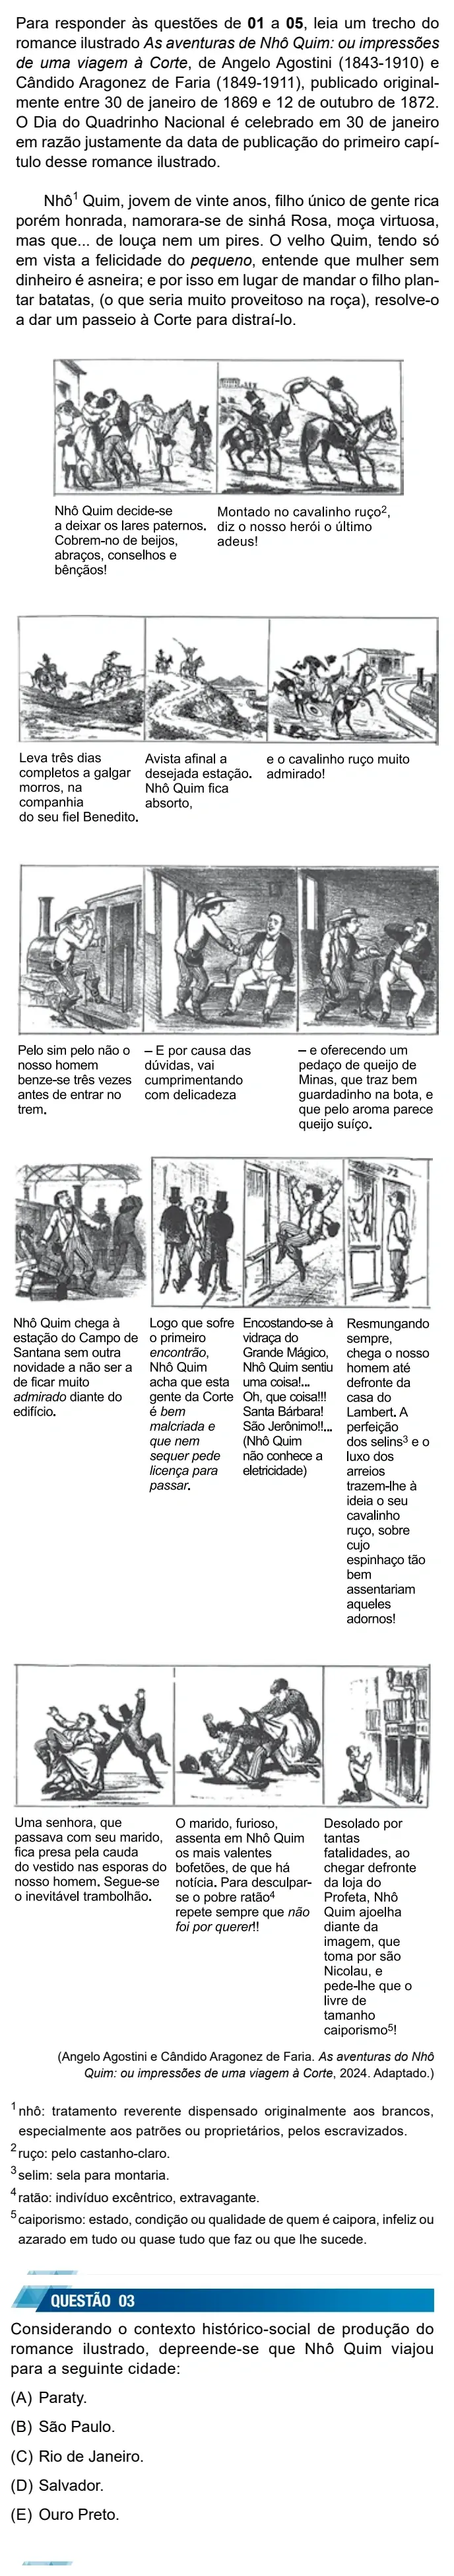 Para responder às questões de 01 a 05, leia um trecho do
romance ilustrado As aventuras de Nhô Quim: ou impressões
de uma viagem à Corte, de Angelo Agostini (1843-1910) e
Cândido Aragonez de Faria (1849-1911), publicado original-
mente entre 30 de janeiro de 1869 e 12 de outubro de 1872.
O Dia do Quadrinho Nacional é celebrado em 30 de janeiro
em razão justamente da data de publicação do primeiro capí-
tulo desse romance ilustrado.
Nhô¹ Quim, jovem de vinte anos, filho único de gente rica
porém honrada, namorara-se de sinhá Rosa, moça virtuosa,
mas que... de louça nem um pires. O velho Quim, tendo só
em vista a felicidade do pequeno, entende que mulher sem
dinheiro é asneira; e por isso em lugar de mandar o filho plan-
tar batatas, (o que seria muito proveitoso na roça), resolve-o
a dar um passeio à Corte para distraí-lo.
Nhô Quim decide-se
a deixar os lares paternos.
Cobrem-no de beijos,
abraços, conselhos e
bênçãos!
Montado no cavalinho ruço²,
diz o nosso herói o último
adeus!
Leva três dias
completos a galgar
morros, na
companhia
do seu fiel Benedito.
Avista afinal a
desejada estação.
Nhô Quim fica
absorto,
e o cavalinho ruço muito
admirado!
Pelo sim pelo não o
nosso homem
benze-se três vezes
antes de entrar no
trem.
– E por causa das
dúvidas, vai
cumprimentando
com delicadeza
– e oferecendo um
pedaço de queijo de
Minas, que traz bem
guardadinho na bota, e
que pelo aroma parece
queijo suíço.
72
Nhô Quim chega à
estação do Campo de
Santana sem outra
novidade a não ser a
de ficar muito
admirado diante do
edifício.
Logo que sofre
o primeiro
encontrão,
Nhô Quim
acha que esta
gente da Corte
é bem
malcriada e
que nem
sequer pede
licença para
passar.
Encostando-se à
vidraça do
Grande Mágico,
Nhô Quim sentiu
uma coisa!...
Oh, que coisa!!!
Santa Bárbara!
São Jerônimo!!...
(Nhô Quim
não conhece a
eletricidade)
Resmungando
sempre,
chega o nosso
homem até
defronte da
casa do
Lambert. A
perfeição
dos selins³ e o
luxo dos
arreios
trazem-lhe à
ideia o seu
cavalinho
ruço, sobre
cujo
espinhaço tão
bem
assentariam
aqueles
adornos!
Uma senhora, que
passava com seu marido,
fica presa pela cauda
do vestido nas esporas do
nosso homem. Segue-se
o inevitável trambolhão.
O marido, furioso,
assenta em Nhô Quim
os mais valentes
bofetões, de que há
notícia. Para desculpar-
se o pobre ratão⁴
repete sempre que não
foi por querer!!
Desolado por
tantas
fatalidades, ao
chegar defronte
da loja do
Profeta, Nhô
Quim ajoelha
diante da
imagem, que
toma por são
Nicolau, e
pede-lhe que o
livre de
tamanho
caiporismo⁵!
(Angelo Agostini e Cândido Aragonez de Faria. As aventuras do Nhô
Quim: ou impressões de uma viagem à Corte, 2024. Adaptado.)
¹ nhô: tratamento reverente dispensado originalmente aos brancos,
especialmente aos patrões ou proprietários, pelos escravizados.
² ruço: pelo castanho-claro.
³ selim: sela para montaria.
⁴ ratão: indivíduo excêntrico, extravagante.
⁵ caiporismo: estado, condição ou qualidade de quem é caipora, infeliz ou
azarado em tudo ou quase tudo que faz ou que lhe sucede.
QUESTÃO 03
Considerando o contexto histórico-social de produção do
romance ilustrado, depreende-se que Nhô Quim viajou
para a seguinte cidade:
(A) Paraty.
(B) São Paulo.
(C) Rio de Janeiro.
(D) Salvador.
(E) Ouro Preto.